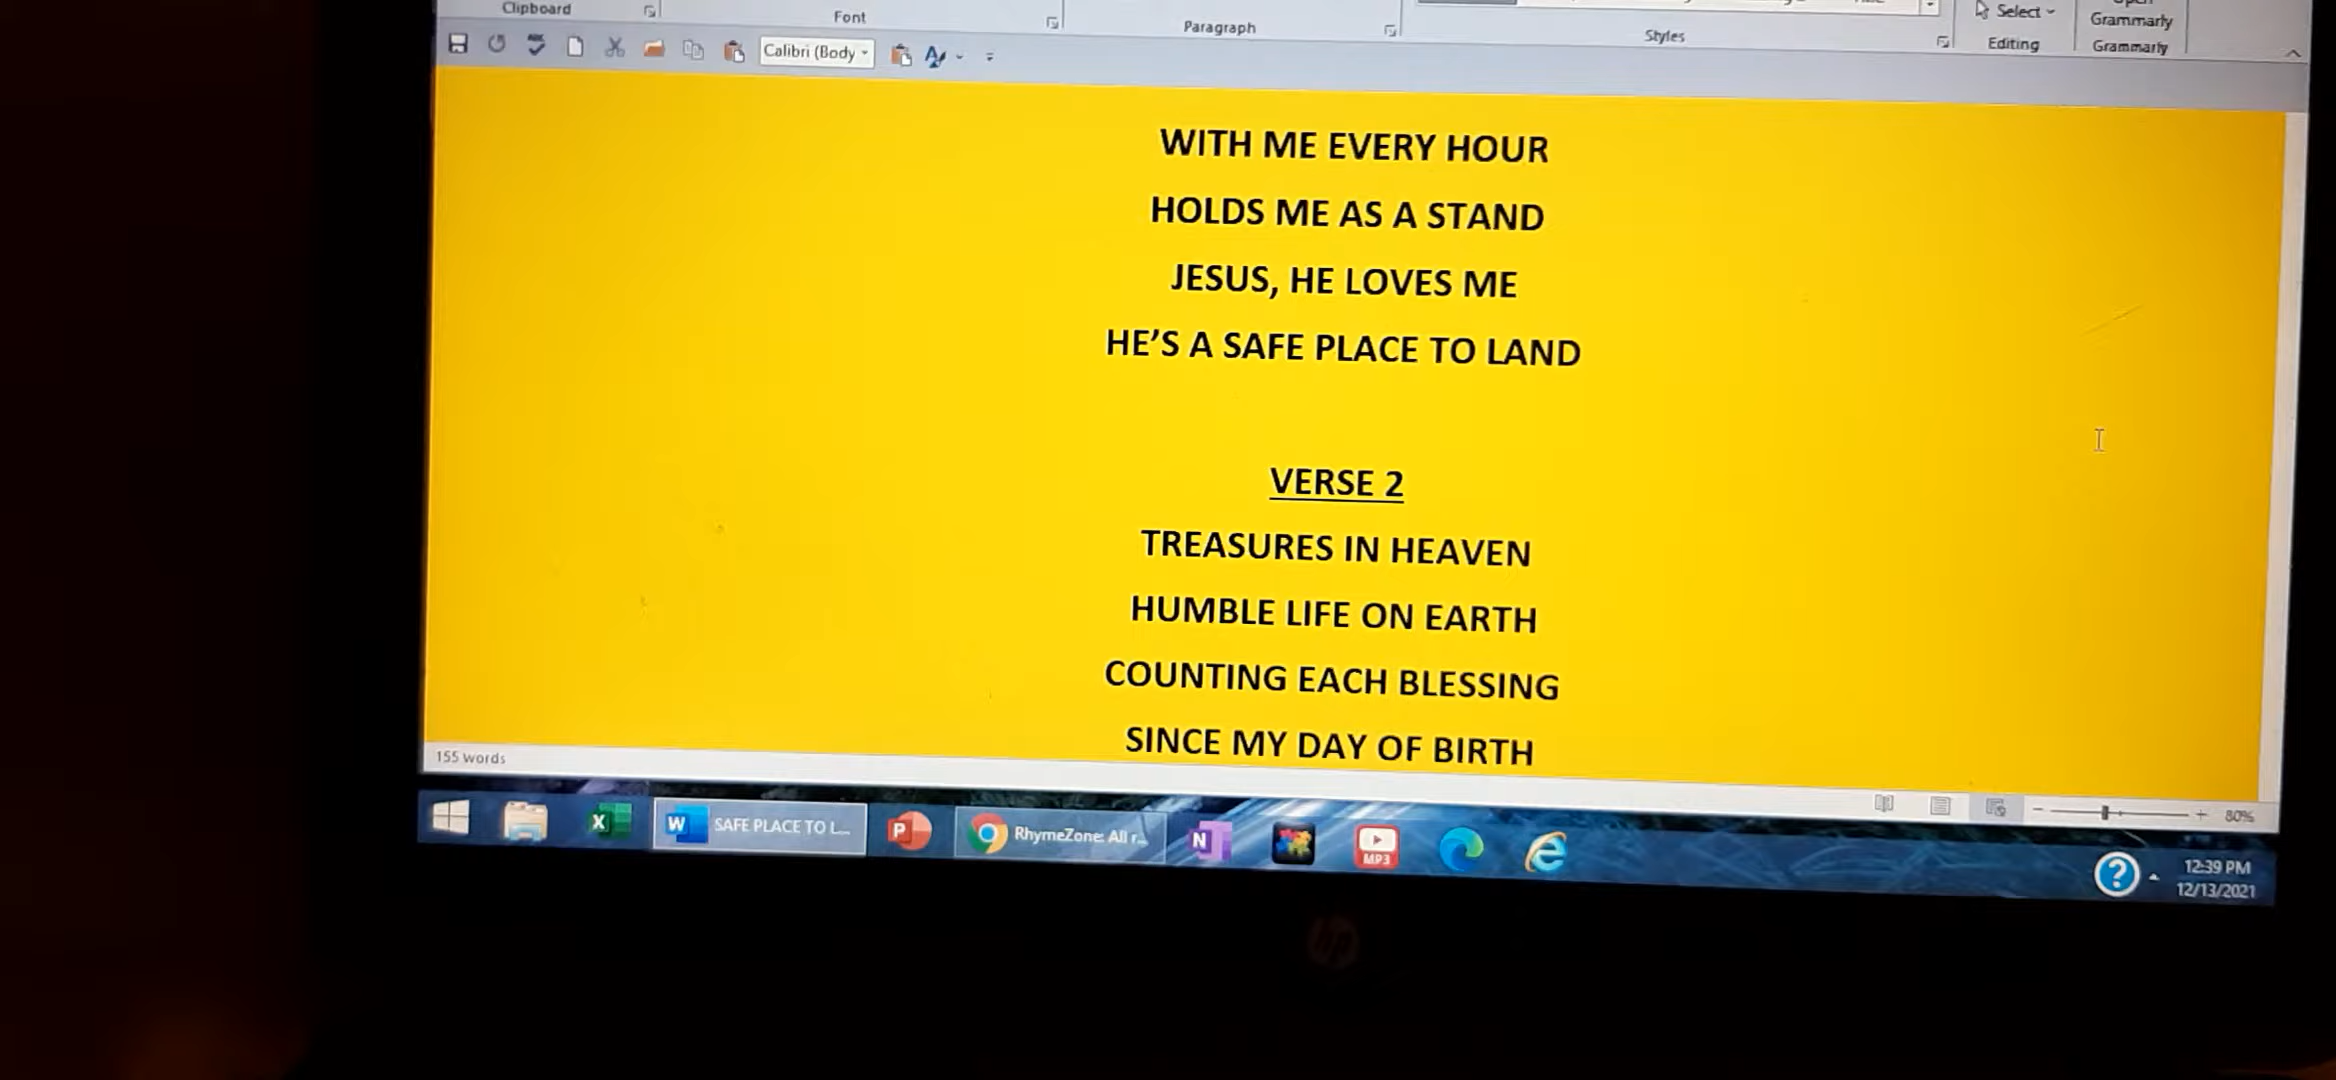 Clipboard
Font
Paragraph
Styles
Select
Editing
Grammarly
Grammarly
Calibri (Body
WITH ME EVERY HOUR
HOLDS ME AS A STAND
JESUS, HE LOVES ME
HE'S A SAFE PLACE TO LAND
VERSE 2
TREASURES IN HEAVEN
HUMBLE LIFE ON EARTH
COUNTING EACH BLESSING
SINCE MY DAY OF BIRTH
155 words
80%
X
W
SAFE PLACE TO L...
P
RhymeZone: All r...
N
MP3
?
12:39 PM
12/13/2021
hp